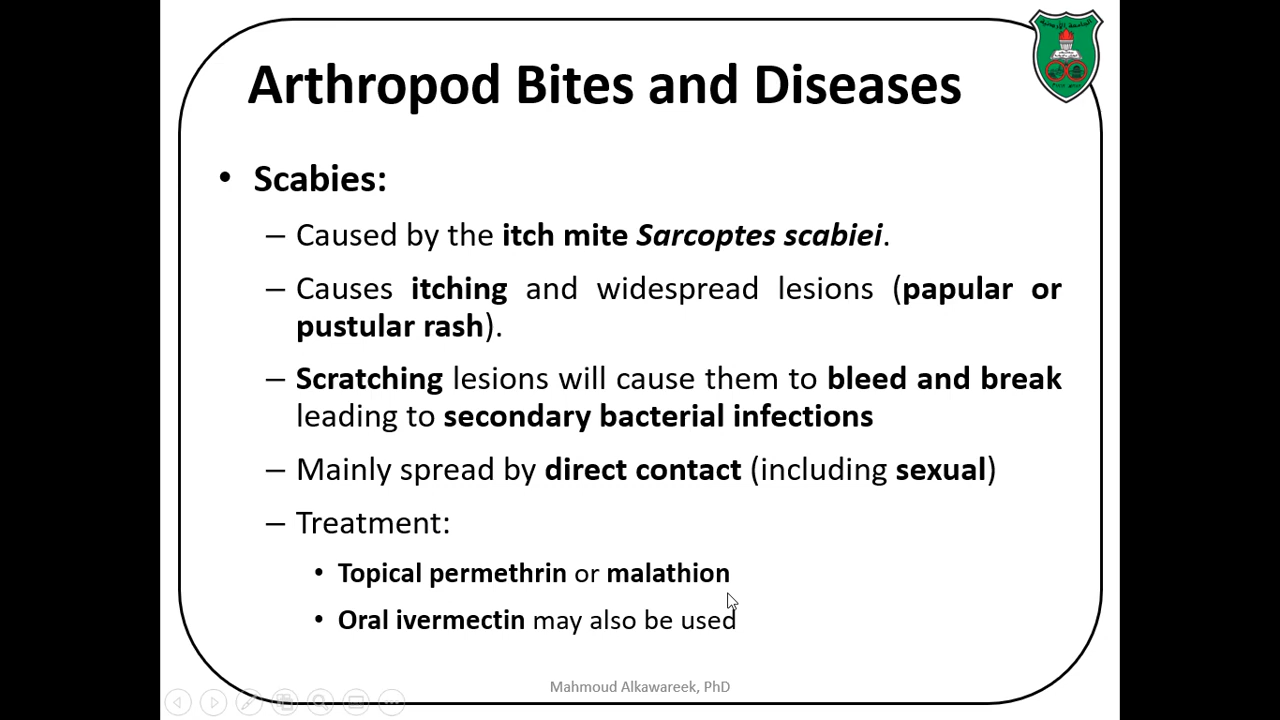 Arthropod Bites and Diseases
• Scabies:
– Caused by the itch mite Sarcoptes scabiei.
– Causes itching and widespread lesions (papular or
pustular rash).
– Scratching lesions will cause them to bleed and break
leading to secondary bacterial infections
– Mainly spread by direct contact (including sexual)
– Treatment:
• Topical permethrin or malathion
• Oral ivermectin may also be used
Mahmoud Alkawareek, PhD